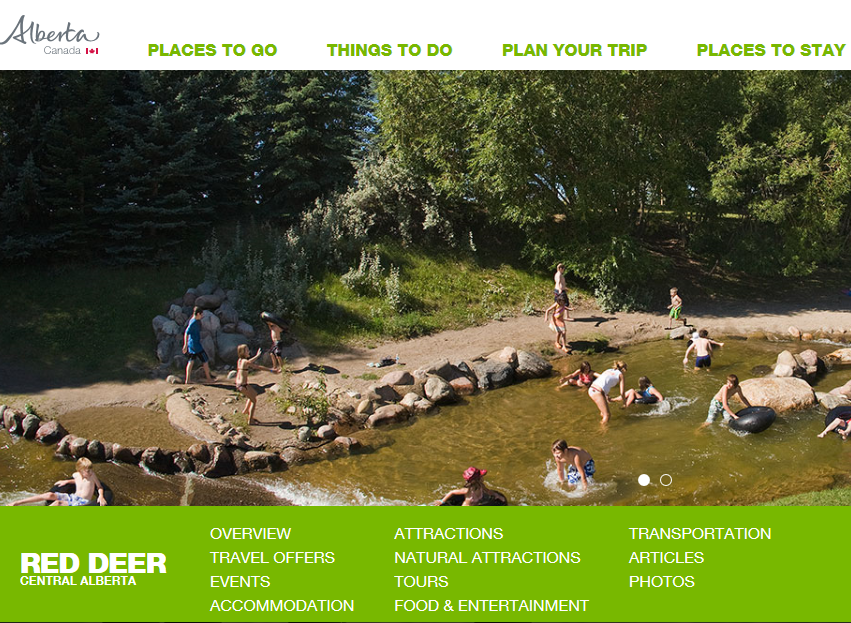 Alberta
Canada
PLACES TO GO THINGS TO DO PLAN YOUR TRIP PLACES TO STAY
RED DEER
CENTRAL ALBERTA
OVERVIEW
TRAVEL OFFERS
EVENTS
ACCOMMODATION
ATTRACTIONS
NATURAL ATTRACTIONS
TOURS
FOOD & ENTERTAINMENT
TRANSPORTATION
ARTICLES
PHOTOS